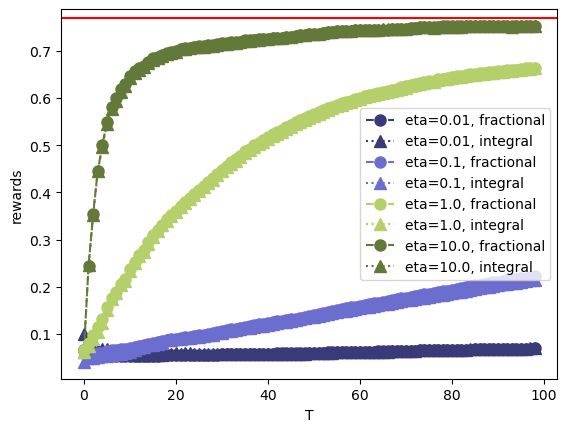 rewards
0.7
0.6
0.5
0.4
0.3
0.2
0.1
eta=0.01, fractional
eta=0.01, integral
eta=0.1, fractional
eta=0.1, integral
eta=1.0, fractional
eta=1.0, integral
eta=10.0, fractional
eta=10.0, integral
0 20 40 60 80 100
T